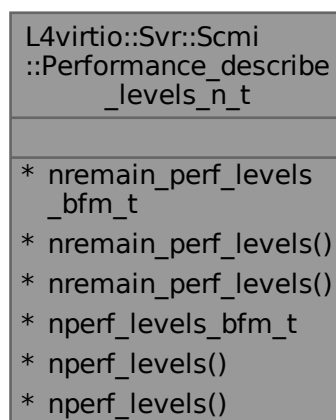 L4virtio::Svr::Scmi
::Performance_describe
_levels_n_t
* nremain_perf_levels
_bfm_t
* nremain_perf_levels()
* nremain_perf_levels()
* nperf_levels_bfm_t
* nperf_levels()
* nperf_levels()